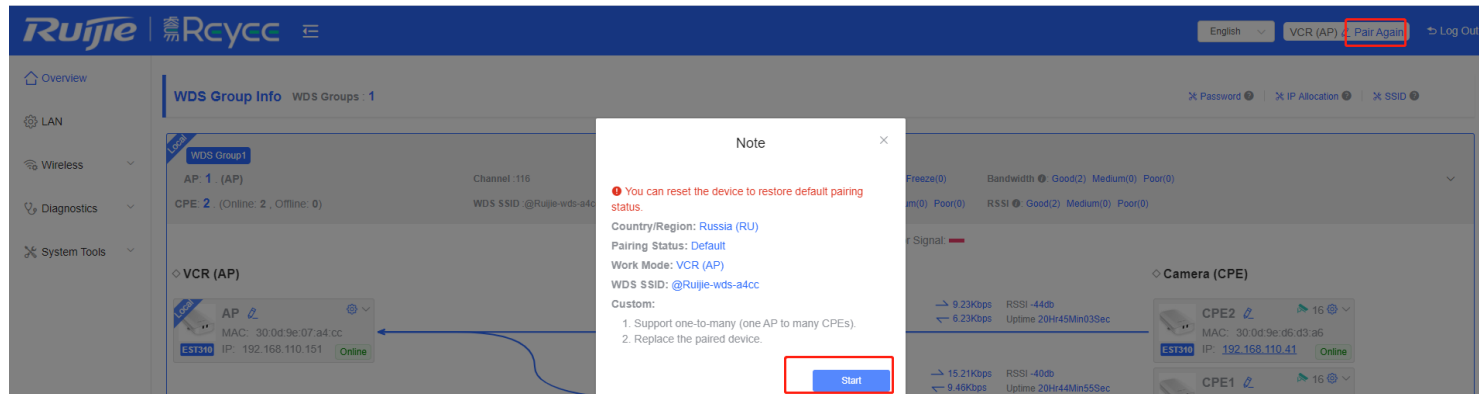 Ruijie 易 Reyee English VCR (AP) Pair Again Log Out
Overview
LAN
Wireless
Diagnostics
System Tools
WDS Group Info WDS Groups : 1
Password IP Allocation SSID
Local
WDS Group1
AP: 1 . (AP)
Channel :116
Freeze(0) Bandwidth : Good(2) Medium(0) Poor(0)
CPE: 2 . (Online: 2 , Offline: 0)
WDS SSID :@Ruijie-wds-a4c
Poor(0) RSSI : Good(2) Medium(0) Poor(0)
Signal:
VCR (AP)
Camera (CPE)
Local
AP
MAC: 30:0d:9e:07:a4:cc
EST310 IP: 192.168.110.151 Online
Note
You can reset the device to restore default pairing
status.
Country/Region: Russia (RU)
Pairing Status: Default
Work Mode: VCR (AP)
WDS SSID: @Ruijie-wds-a4cc
Custom:
1. Support one-to-many (one AP to many CPEs).
2. Replace the paired device.
Start
9.23Kbps RSSI -44db
6.23Kbps Uptime 20Hr45Min03Sec
CPE2 16
MAC: 30:0d:9e:d6:d3:a6
EST310 IP: 192.168.110.41 Online
15.21Kbps RSSI -40db
9.46Kbps Uptime 20Hr44Min55Sec
CPE1 16